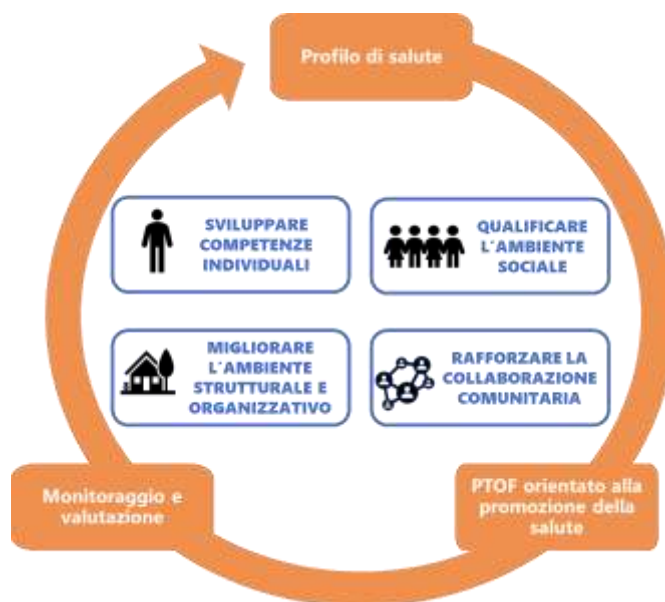 Profilo di salute
SVILUPPARE
COMPETENZE
INDIVIDUALI
QUALIFICARE
L'AMBIENTE
SOCIALE
MIGLIORARE
L'AMBIENTE
STRUTTURALE E
ORGANIZZATIVO
RAFFORZARE LA
COLLABORAZIONE
COMUNITARIA
Monitoraggio e
valutazione
PTOF orientato alla
promozione della
salute